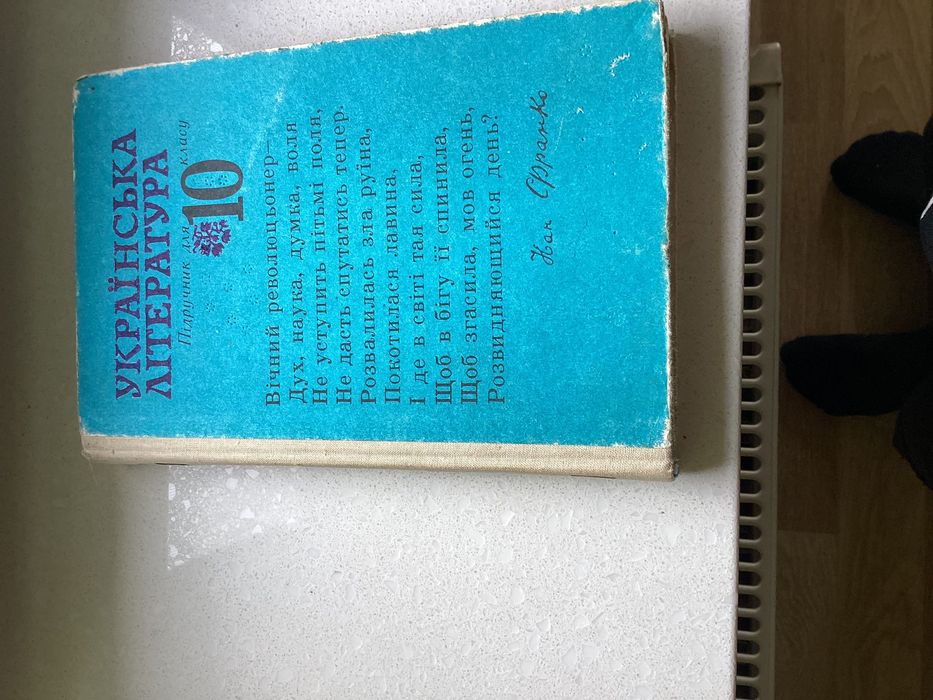 УКРАЇНСЬКА
ЛІТЕРАТУРА
Підручник для 10 класу
Вічний революцьонер—
Дух, наука, думка, воля
Не уступить пітьмі поля,
Не дасть спутатись тепер.
Розвалилась зла руїна,
Покотилася лавина,
І де в світі тая сила,
Щоб в бігу її спинила,
Щоб згасила, мов огень,
Розвидняющийся день?
Іван Франко